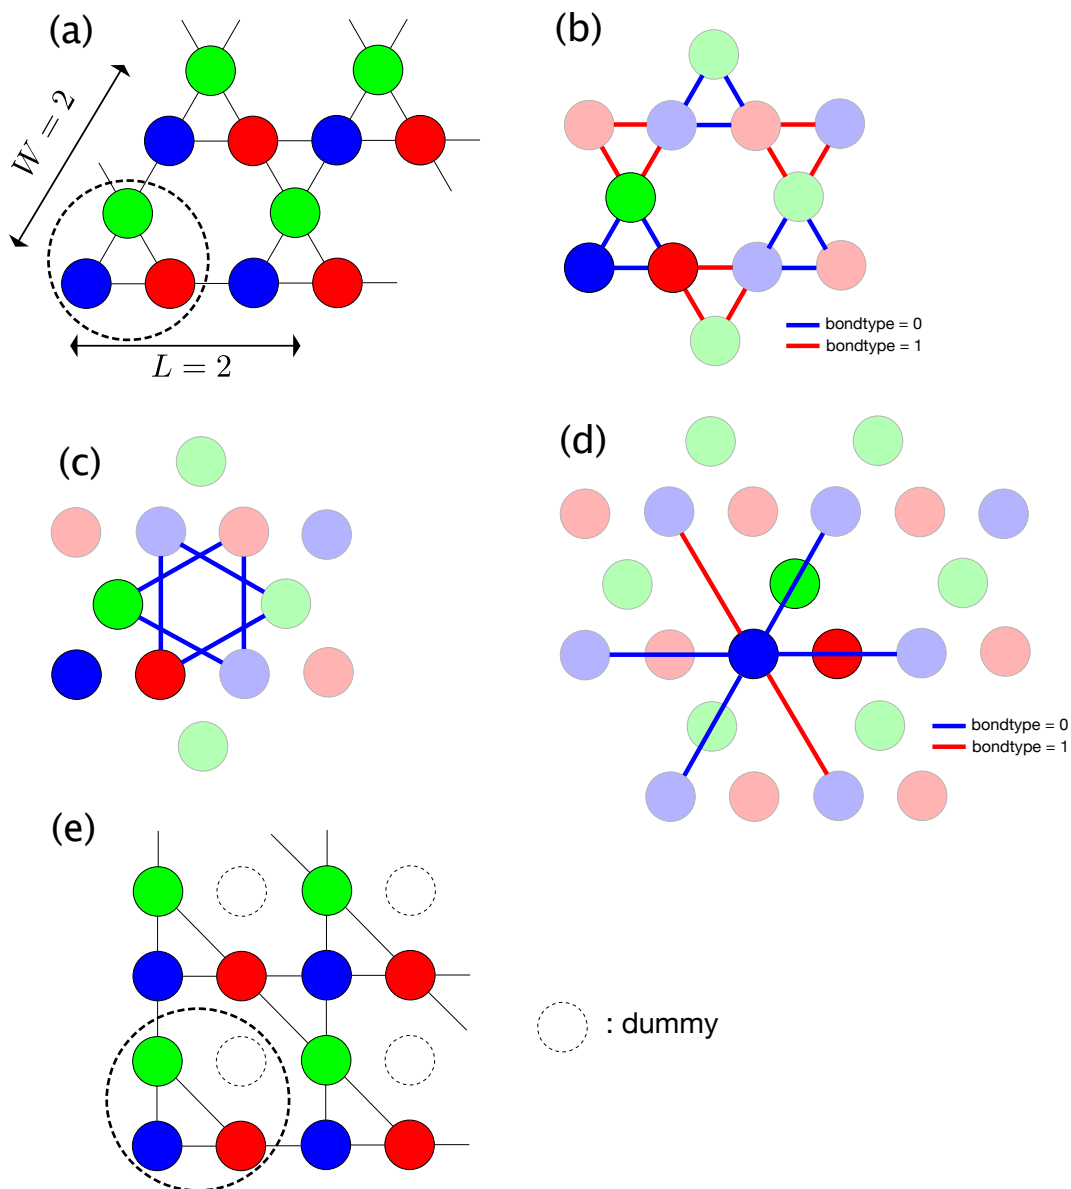 (a)
W = 2
L = 2
(b)
bondtype = 0
bondtype = 1
(c)
(d)
bondtype = 0
bondtype = 1
(e)
: dummy